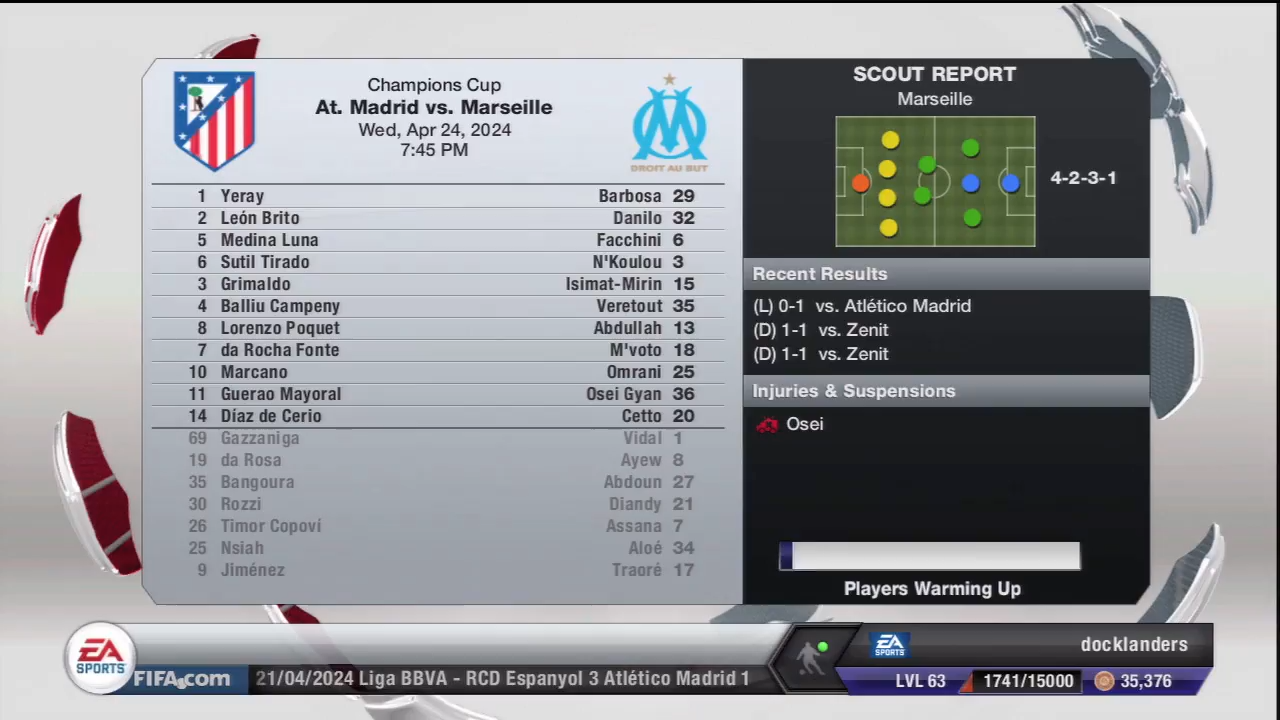 Champions Cup
At. Madrid vs. Marseille
Wed, Apr 24, 2024
7:45 PM
DROIT AU BUT
1 Yeray Barbosa 29
2 León Brito Danilo 32
5 Medina Luna Facchini 6
6 Sutil Tirado N'Koulou 3
3 Grimaldo Isimat-Mirin 15
4 Balliu Campeny Veretout 35
8 Lorenzo Poquet Abdullah 13
7 da Rocha Fonte M'voto 18
10 Marcano Omrani 25
11 Guerao Mayoral Osei Gyan 36
14 Díaz de Cerio Cetto 20
69 Gazzaniga Vidal 1
19 da Rosa Ayew 8
35 Bangoura Abdoun 27
30 Rozzi Diandy 21
26 Timor Copoví Assana 7
25 Nsiah Aloé 34
9 Jiménez Traoré 17
SCOUT REPORT
Marseille
4-2-3-1
Recent Results
(L) 0-1 vs. Atlético Madrid
(D) 1-1 vs. Zenit
(D) 1-1 vs. Zenit
Injuries & Suspensions
Osei
Players Warming Up
EA SPORTS
FIFA.com
21/04/2024 Liga BBVA - RCD Espanyol 3 Atlético Madrid 1
EA SPORTS
docklanders
LVL 63
1741/15000
35,376